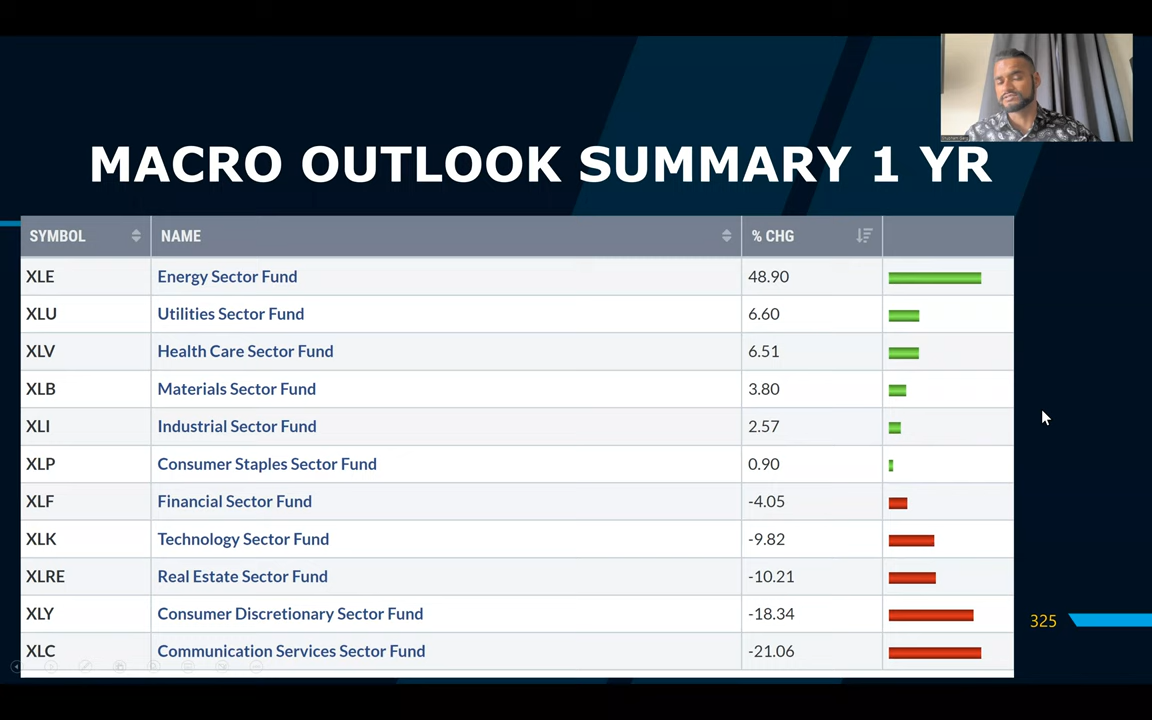 MACRO OUTLOOK SUMMARY 1 YR
SYMBOL NAME % CHG
XLE Energy Sector Fund 48.90
XLU Utilities Sector Fund 6.60
XLV Health Care Sector Fund 6.51
XLB Materials Sector Fund 3.80
XLI Industrial Sector Fund 2.57
XLP Consumer Staples Sector Fund 0.90
XLF Financial Sector Fund -4.05
XLK Technology Sector Fund -9.82
XLRE Real Estate Sector Fund -10.21
XLY Consumer Discretionary Sector Fund -18.34
XLC Communication Services Sector Fund -21.06
325